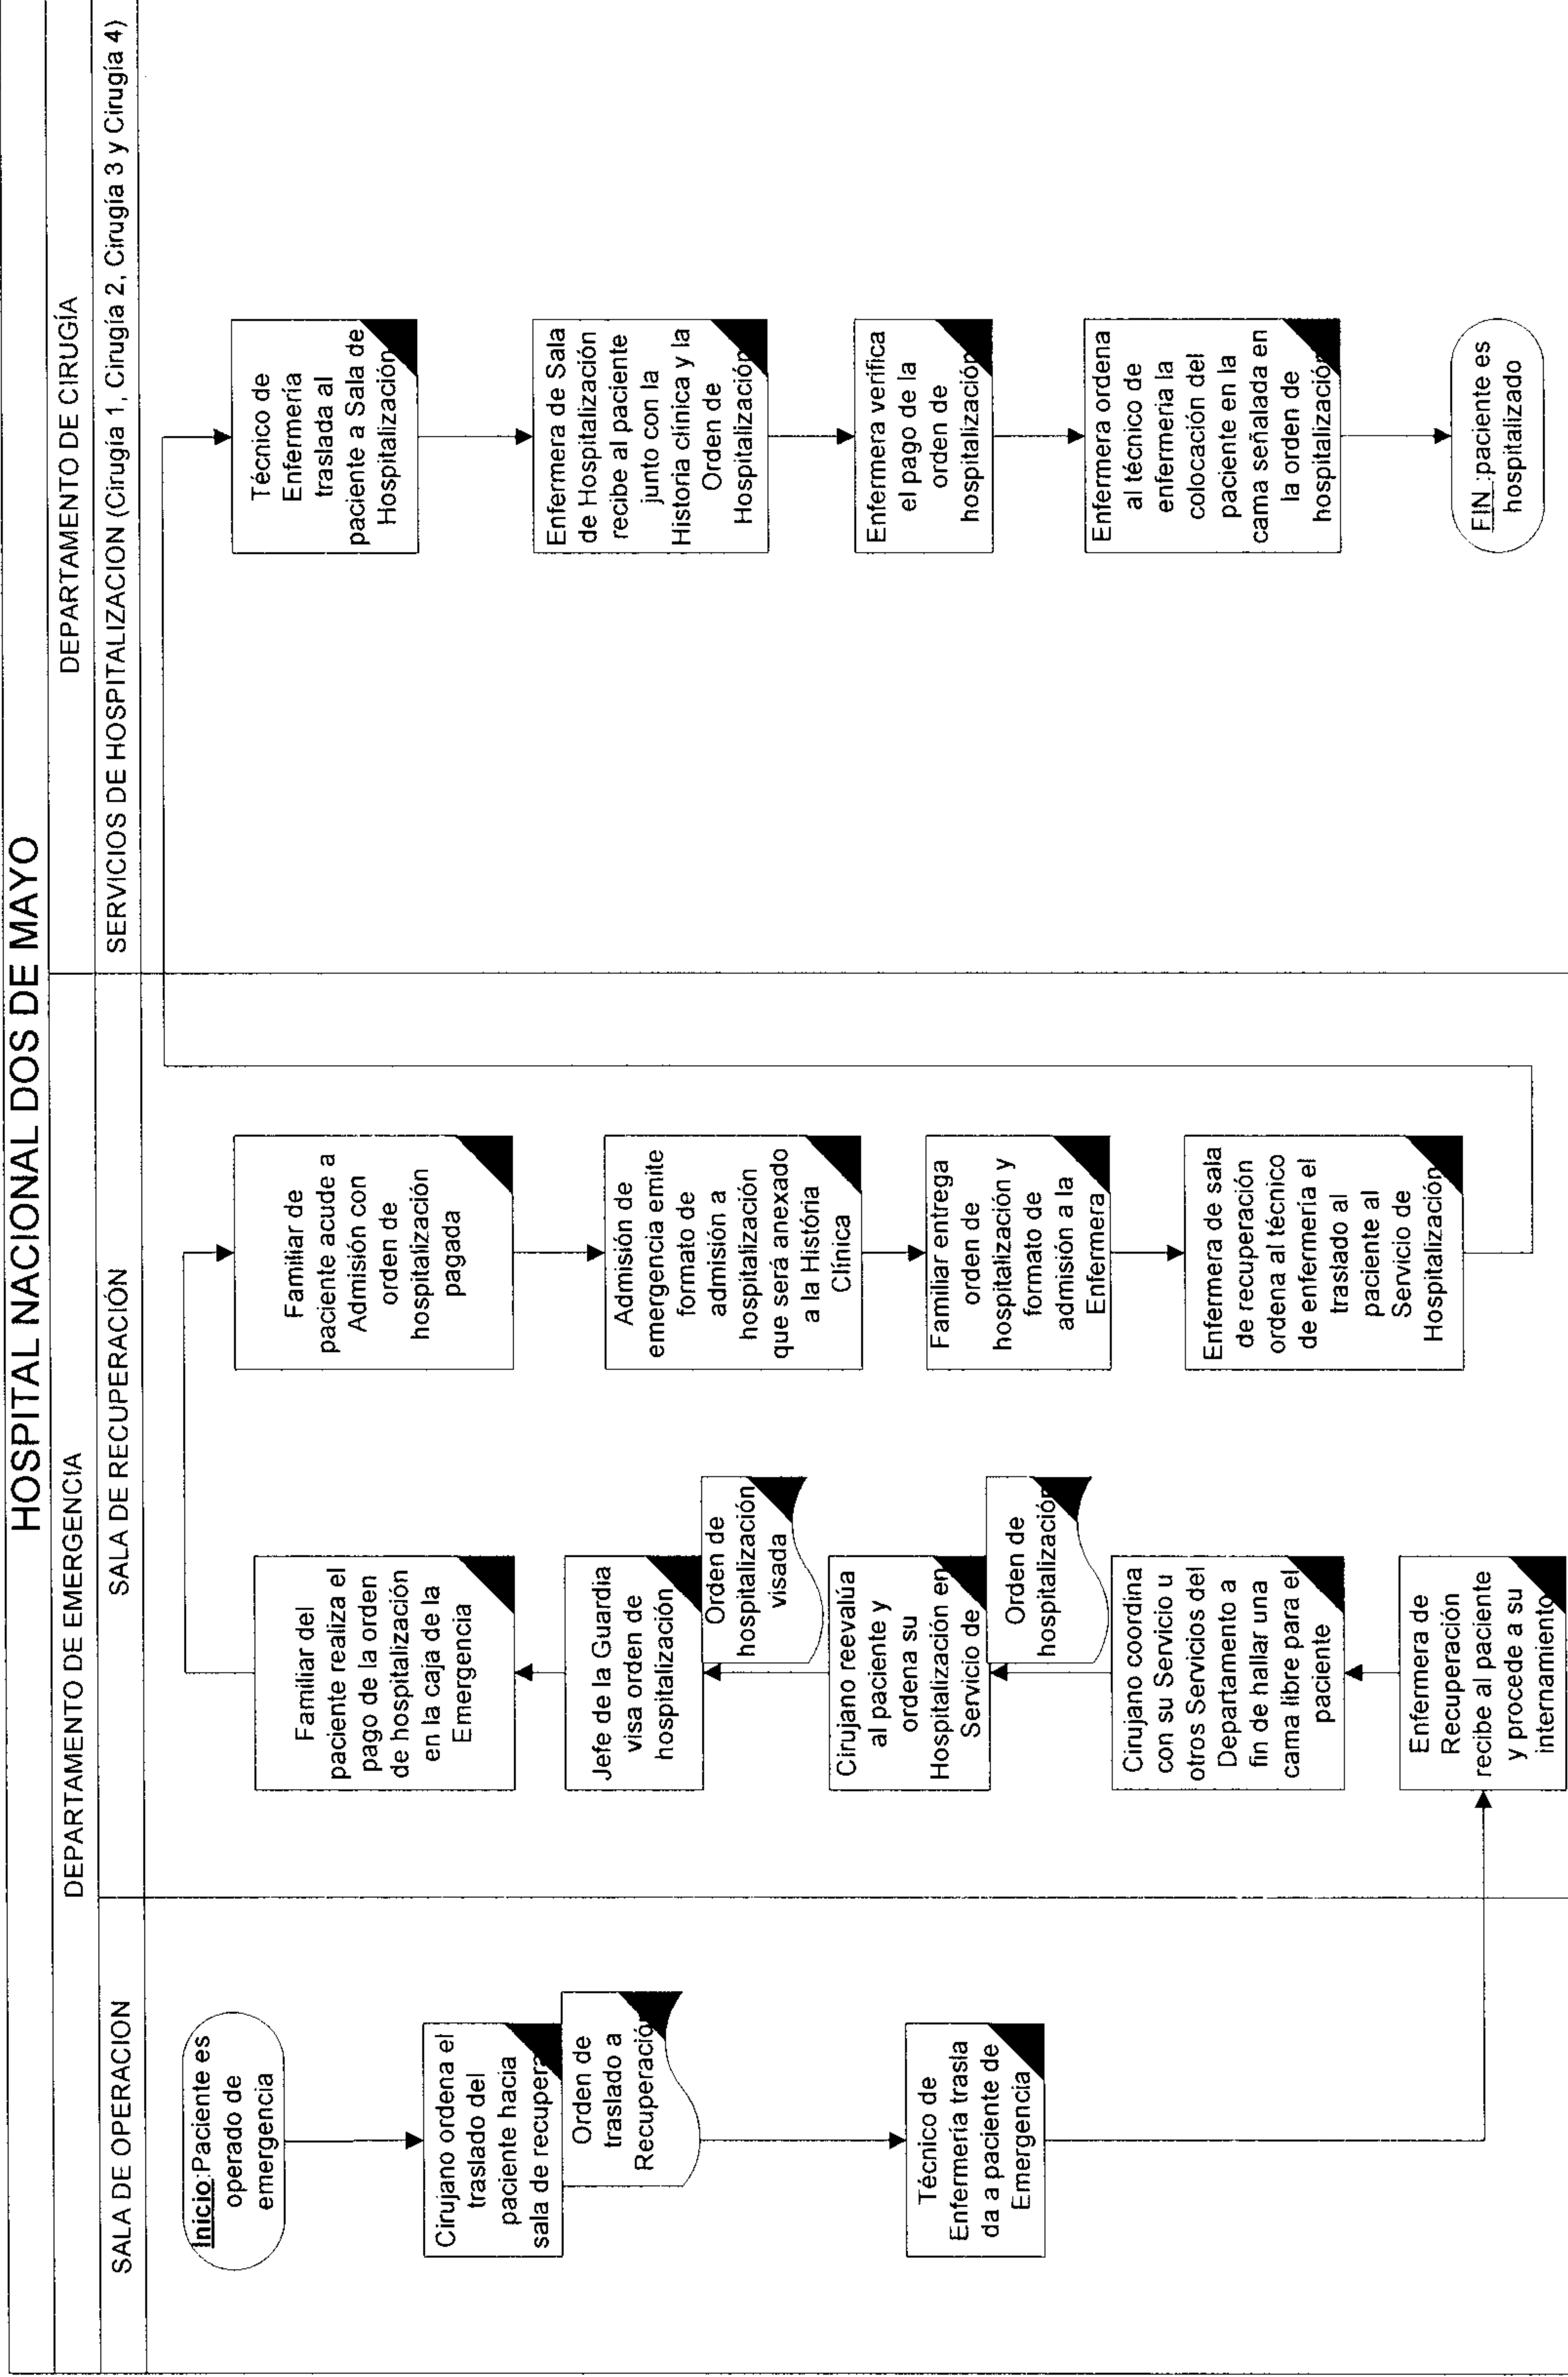 HOSPITAL NACIONAL DOS DE MAYO
DEPARTAMENTO DE EMERGENCIA
DEPARTAMENTO DE CIRUGÍA
SALA DE OPERACION
SALA DE RECUPERACIÓN
SERVICIOS DE HOSPITALIZACION (Cirugía 1, Cirugía 2, Cirugía 3 y Cirugía 4)
Inicio:Paciente es
operado de
emergencia
Cirujano ordena el
traslado del
paciente hacia
sala de recupera
Orden de
traslado a
Recuperación
Técnico de
Enfermería trasla
da a paciente de
Emergencia
Enfermera de
Recuperación
recibe al paciente
y procede a su
internamiento
Cirujano coordina
con su Servicio u
otros Servicios del
Departamento a
fin de hallar una
cama libre para el
paciente
Orden de
hospitalización
Cirujano reevalúa
al paciente y
ordena su
Hospitalización en
Servicio de
Orden de
hospitalización
visada
Jefe de la Guardia
visa orden de
hospitalización
Familiar del
paciente realiza el
pago de la orden
de hospitalización
en la caja de la
Emergencia
Familiar de
paciente acude a
Admisión con
orden de
hospitalización
pagada
Admisión de
emergencia emite
formato de
admisión a
hospitalización
que será anexado
a la História
Clínica
Familiar entrega
orden de
hospitalización y
formato de
admisión a la
Enfermera
Enfermera de sala
de recuperación
ordena al técnico
de enfermería el
traslado al
paciente al
Servicio de
Hospitalización
Técnico de
Enfermería
traslada al
paciente a Sala de
Hospitalización
Enfermera de Sala
de Hospitalización
recibe al paciente
junto con la
Historia clínica y la
Orden de
Hospitalización
Enfermera verifica
el pago de la
orden de
hospitalización
Enfermera ordena
al técnico de
enfermeria la
colocación del
paciente en la
cama señalada en
la orden de
hospitalización
FIN :paciente es
hospitalizado